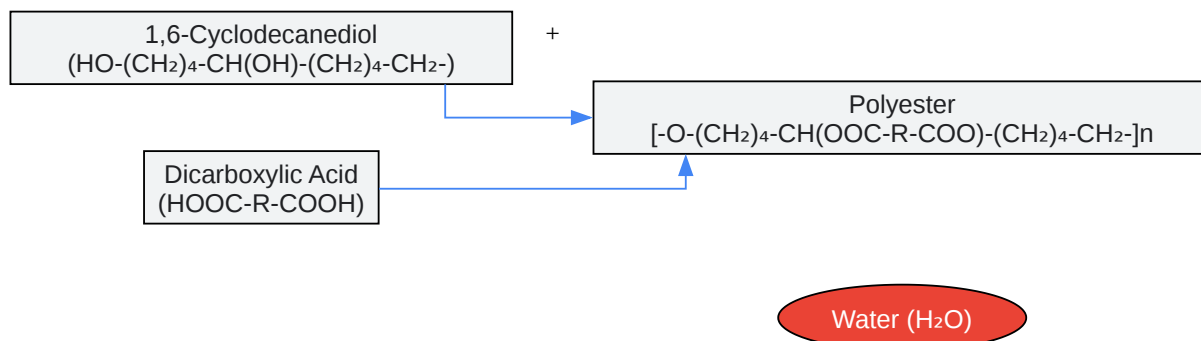 1,6-Cyclodecanediol
(HO-(CH₂)₄-CH(OH)-(CH₂)₄-CH₂-)
+
Polyester
[-O-(CH₂)₄-CH(OOC-R-COO)-(CH₂)₄-CH₂-]n
Dicarboxylic Acid
(HOOC-R-COOH)
Water (H₂O)